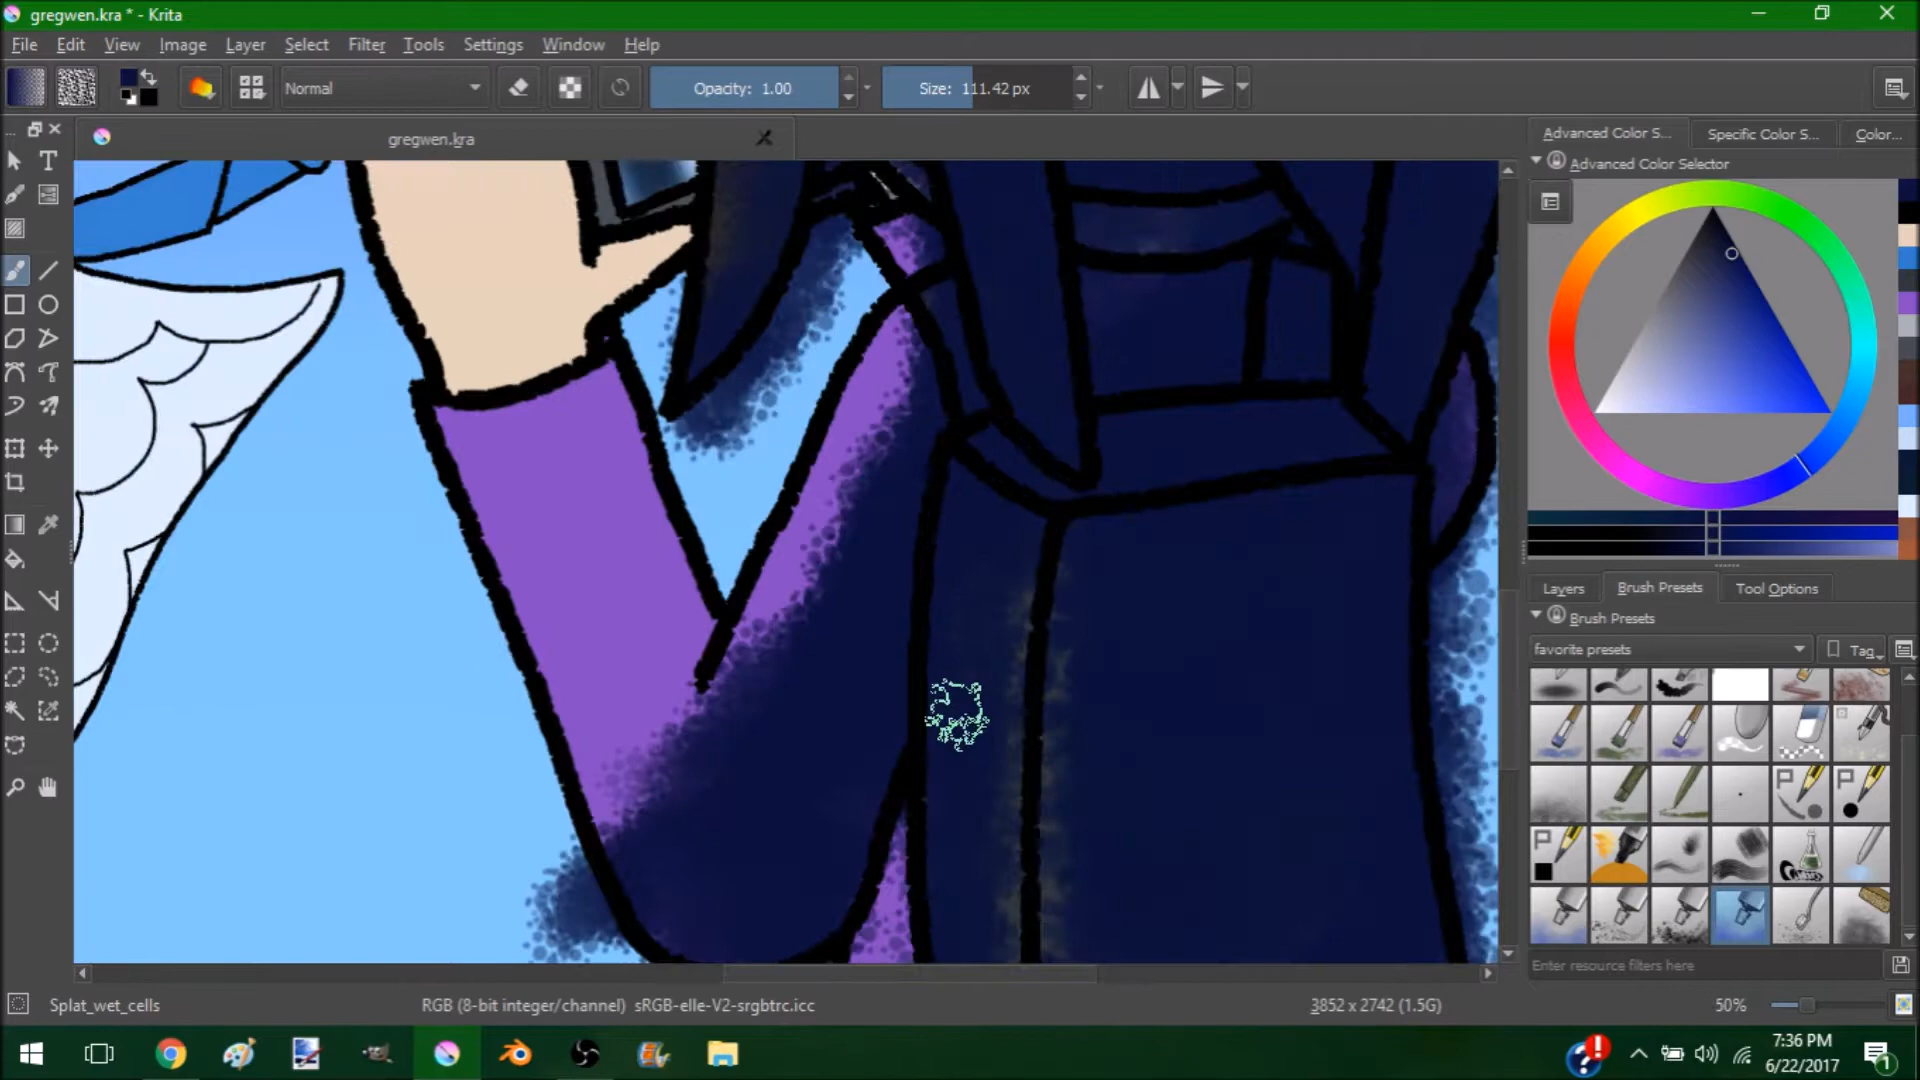 gregwen.kra * - Krita
File Edit View Image Layer Select Filter Tools Settings Window Help
Normal Opacity: 1.00 Size: 111.42 px
gregwen.kra
Advanced Color S... Specific Color S... Color...
Advanced Color Selector
Layers Brush Presets Tool Options
Brush Presets
favorite presets Tag
Enter resource filters here
Splat_wet_cells RGB (8-bit integer/channel) sRGB-elle-V2-srgbtrc.icc 3852 x 2742 (1.5G) 50%
7:36 PM
6/22/2017
1